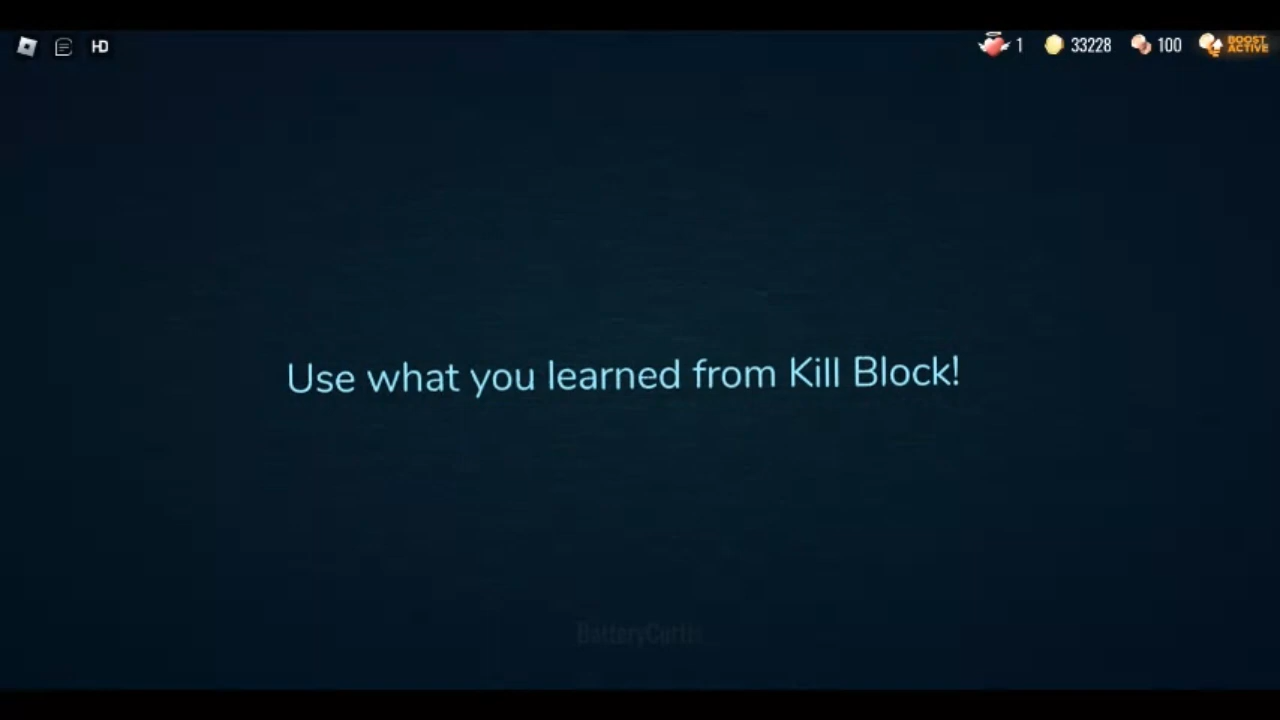 HD
1
33228
100
BOOST
ACTIVE
Use what you learned from Kill Block!